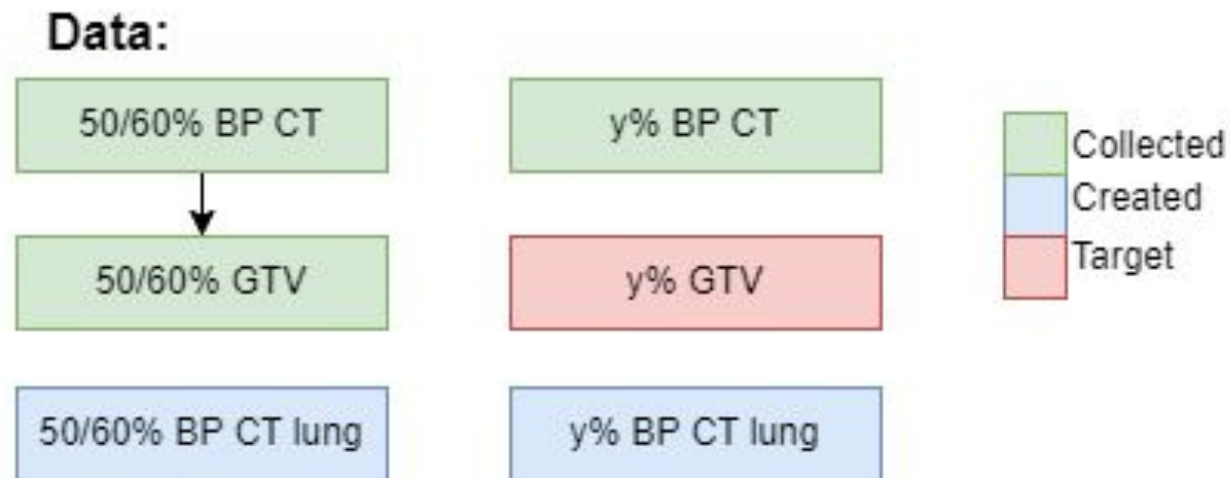 Data:
50/60% BP CT
y% BP CT
50/60% GTV
y% GTV
50/60% BP CT lung
y% BP CT lung
Collected
Created
Target